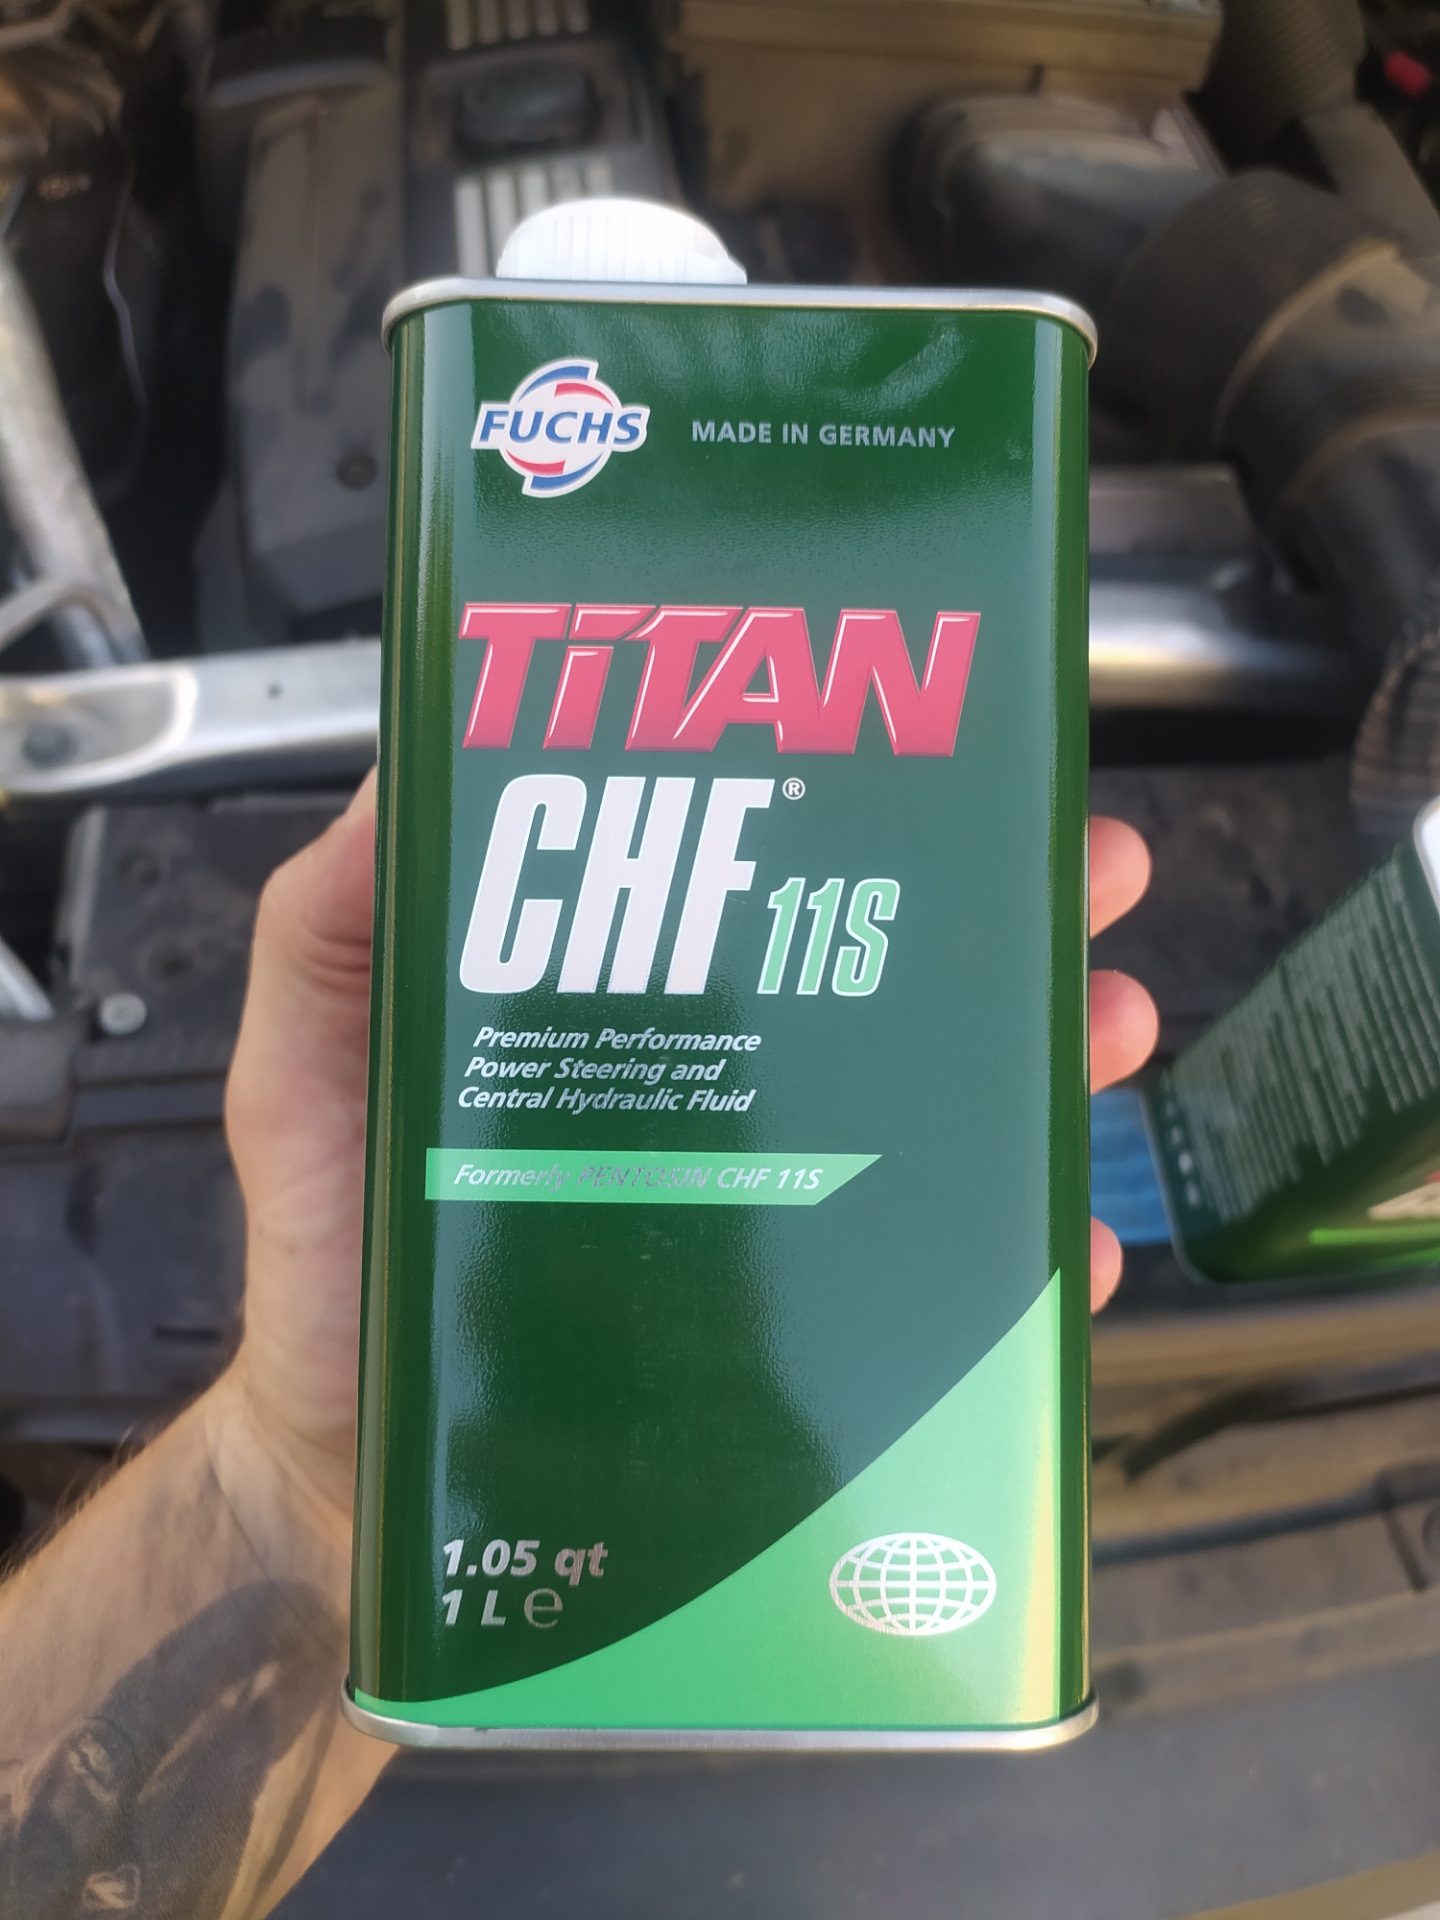 FUCHS
MADE IN GERMANY
TiTAN
CHF®11S
Premium Performance
Power Steering and
Central Hydraulic Fluid
Formerly PENTOSIN CHF 11S
1.05 qt
1 L e